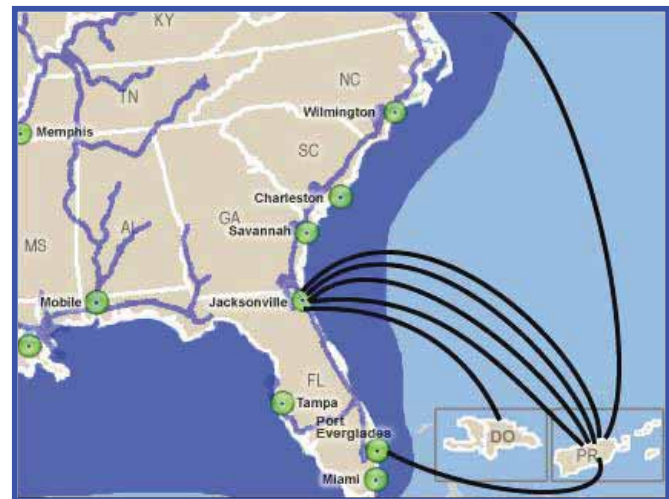 KY
TN
NC
Wilmington
Memphis
SC
Charleston
AL
GA
Savannah
MS
Mobile
Jacksonville
FL
Tampa
Port
Everglades
DO
PR
Miami